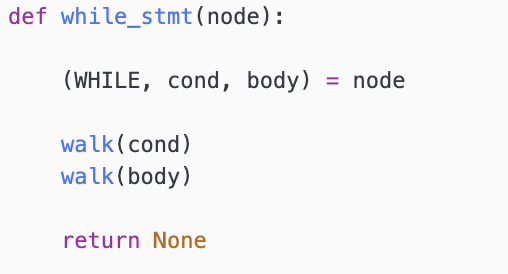 def while_stmt(node):
    (WHILE, cond, body) = node
    walk(cond)
    walk(body)
    return None